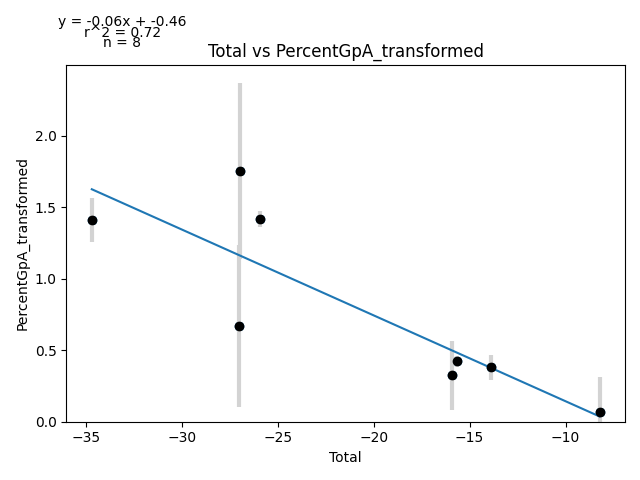 y = -0.06x + -0.46
r^2 = 0.72
n = 8
Total vs PercentGpA_transformed
PercentGpA_transformed
2.0
1.5
1.0
0.5
0.0
−35
−30
−25
−20
−15
−10
Total